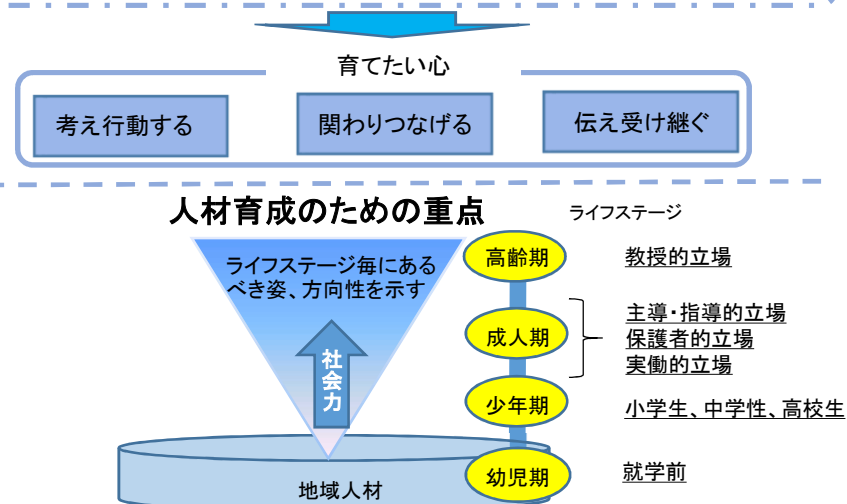 育てたい心
考え行動する
関わりつなげる
伝え受け継ぐ
人材育成のための重点
ライフステージ
ライフステージ毎にある
べき姿、方向性を示す
社会力
高齢期
教授的立場
成人期
主導・指導的立場
保護者的立場
実働的立場
少年期
小学生、中学性、高校生
幼児期
就学前
地域人材